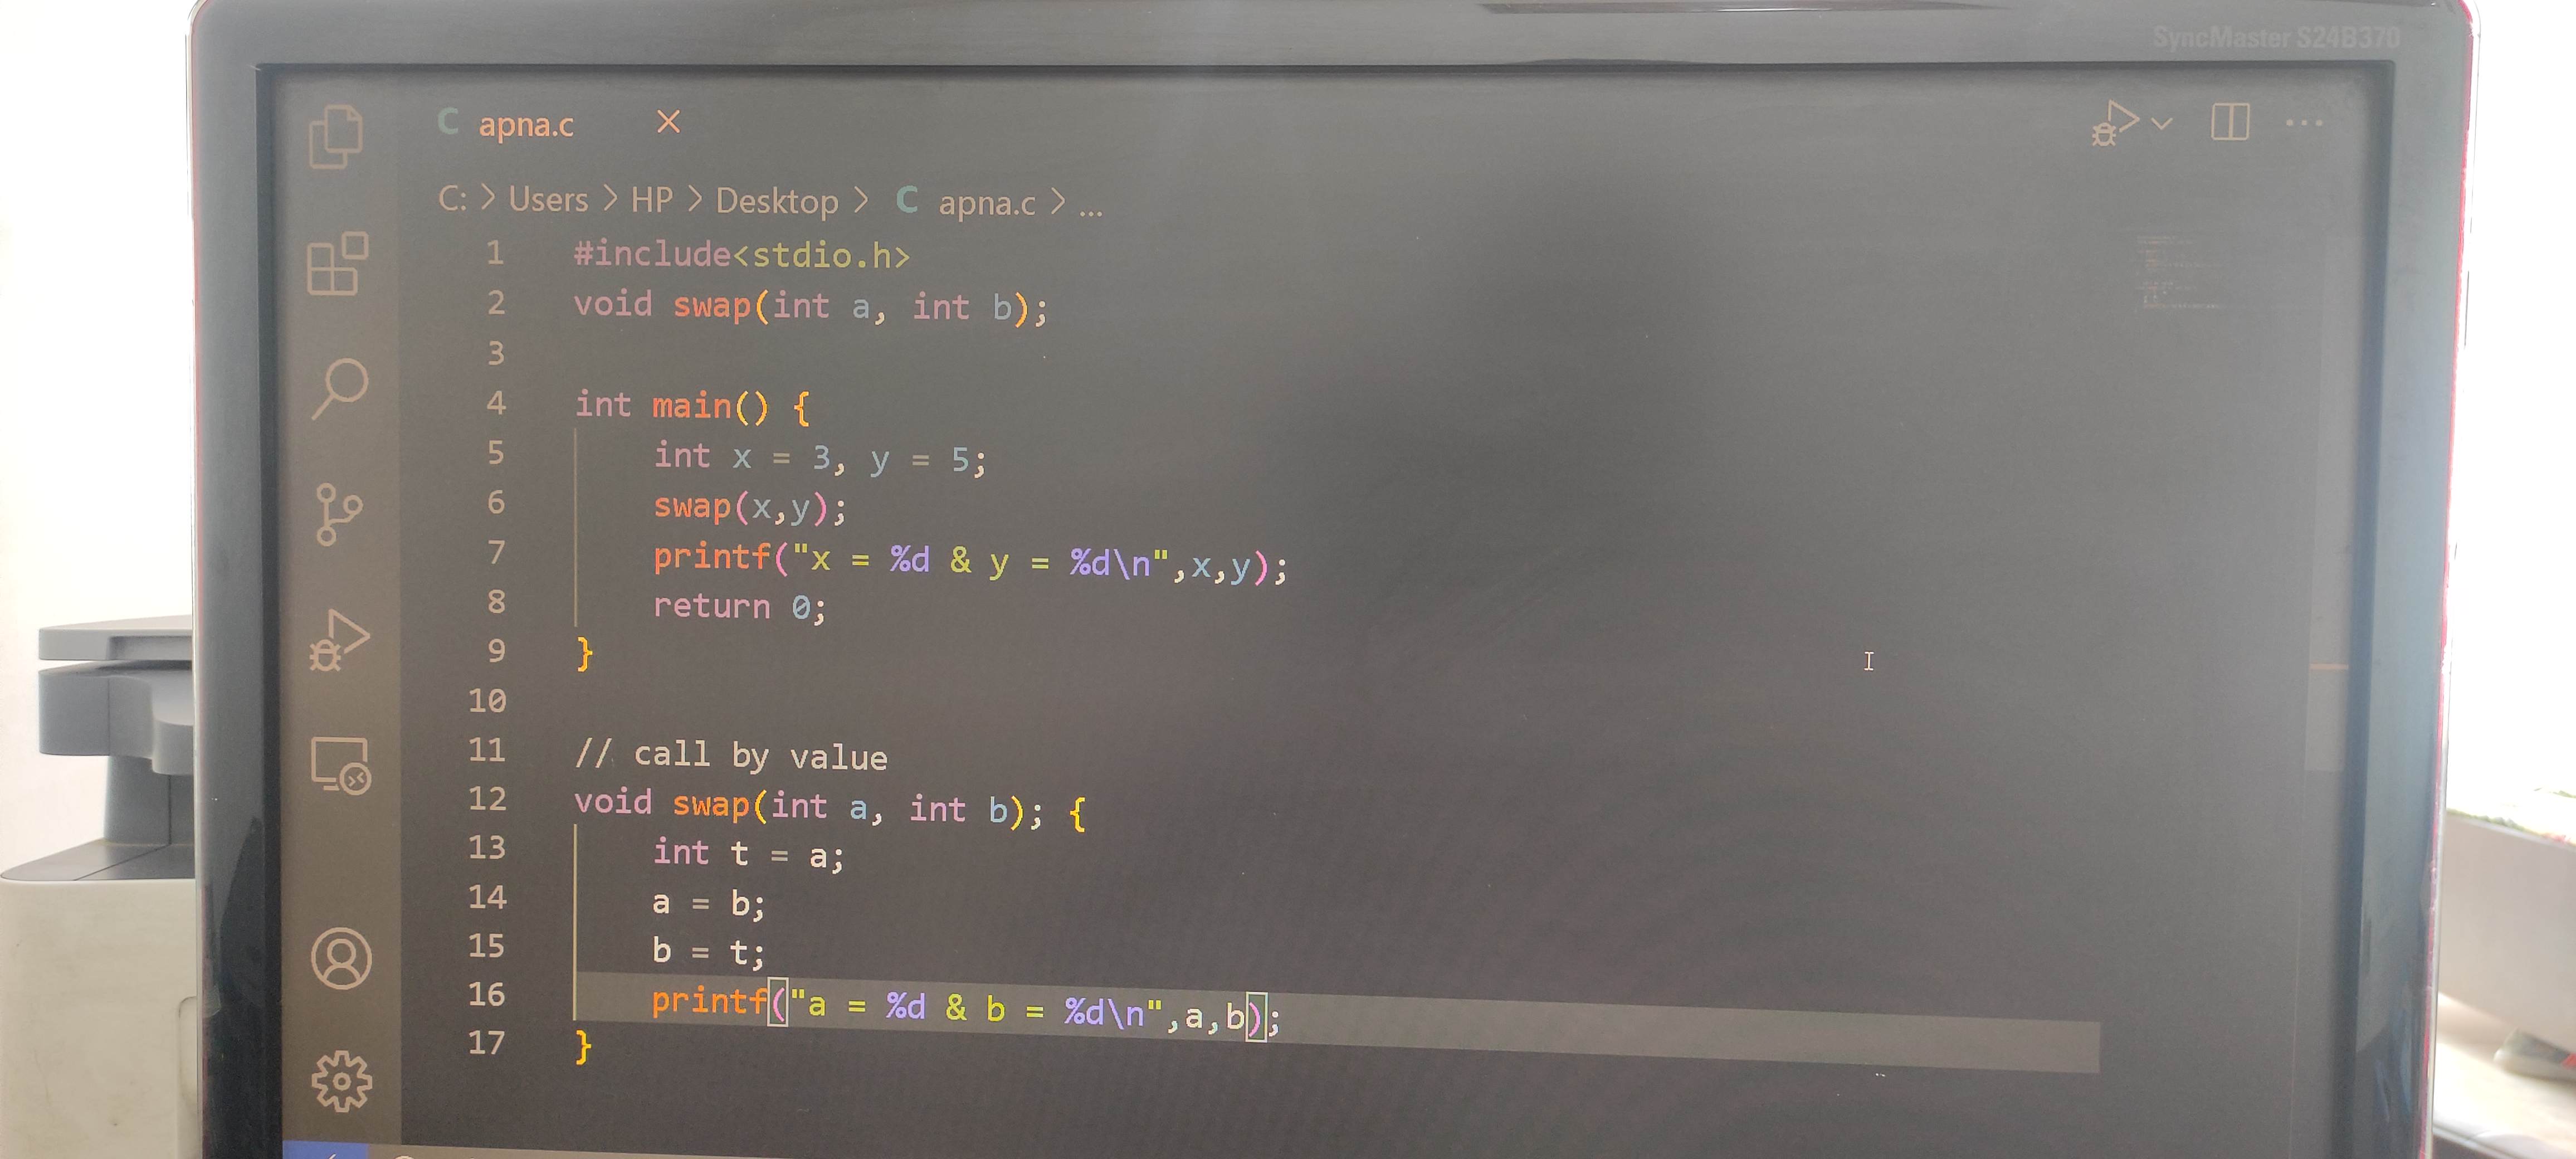 SyncMaster S24B370
C apna.c ×
C: > Users > HP > Desktop > C apna.c > ...
1 #include<stdio.h>
2 void swap(int a, int b);
3
4 int main() {
5 int x = 3, y = 5;
6 swap(x,y);
7 printf("x = %d & y = %d\n",x,y);
8 return 0;
9 }
10
11 // call by value
12 void swap(int a, int b); {
13 int t = a;
14 a = b;
15 b = t;
16 printf("a = %d & b = %d\n",a,b);
17 }